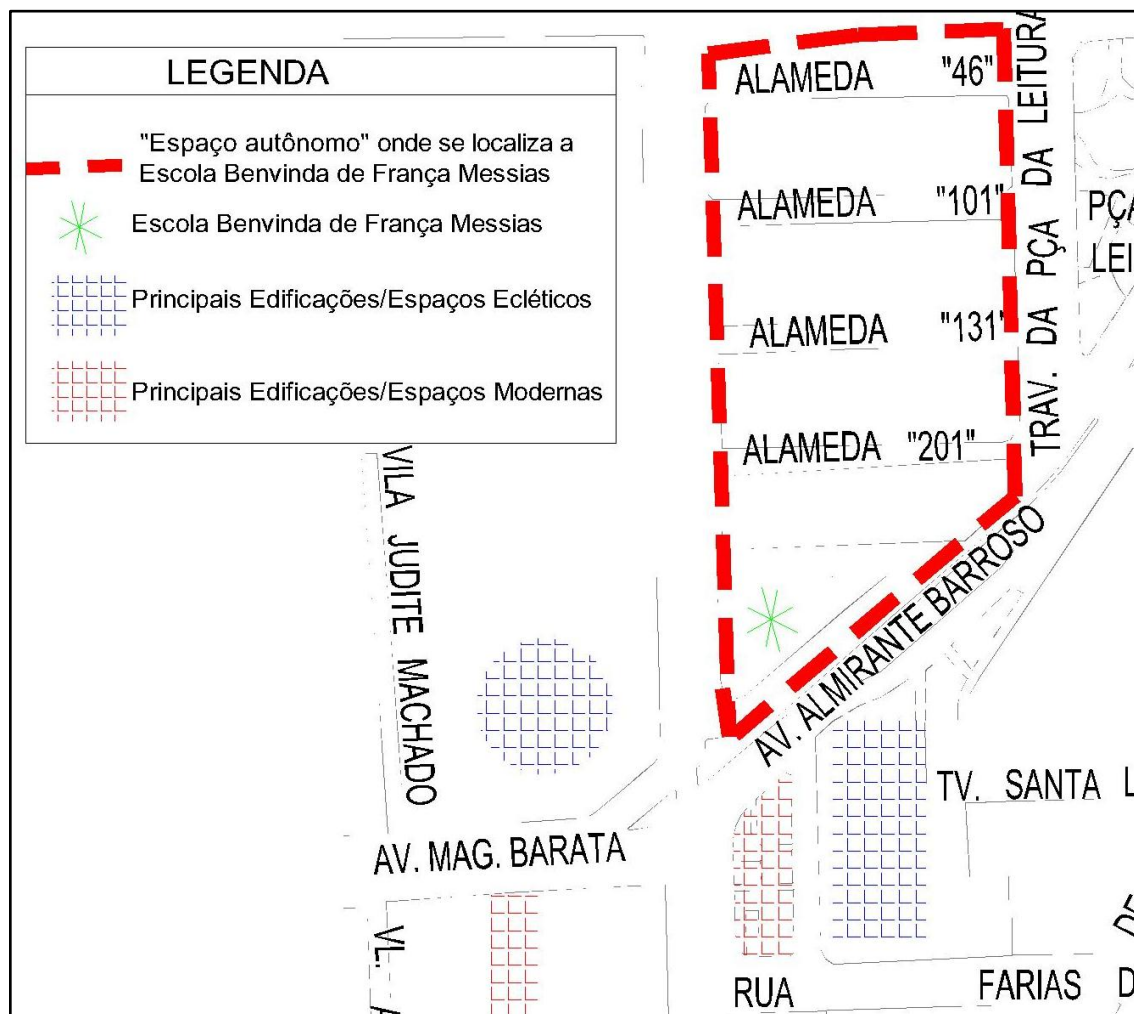 LEGENDA
"Espaço autônomo" onde se localiza a
Escola Benvinda de França Messias
Escola Benvinda de França Messias
Principais Edificações/Espaços Ecléticos
Principais Edificações/Espaços Modernas
ALAMEDA "46"
ALAMEDA "101"
ALAMEDA "131"
ALAMEDA "201"
TRAV. DA PÇA DA LEITURA
PÇA
LEI
VILA JUDITE MACHADO
AV. ALMIRANTE BARROSO
AV. MAG. BARATA
TV. SANTA L
VL. A
RUA FARIAS D
DE